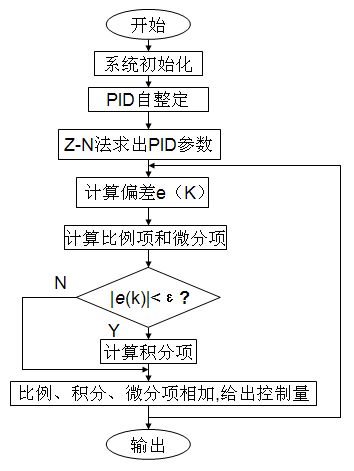 开始
系统初始化
PID自整定
Z-N法求出PID参数
计算偏差e（K）
计算比例项和微分项
N
|e(k)|< ε ?
Y
计算积分项
比例、积分、微分项相加,给出控制量
输出